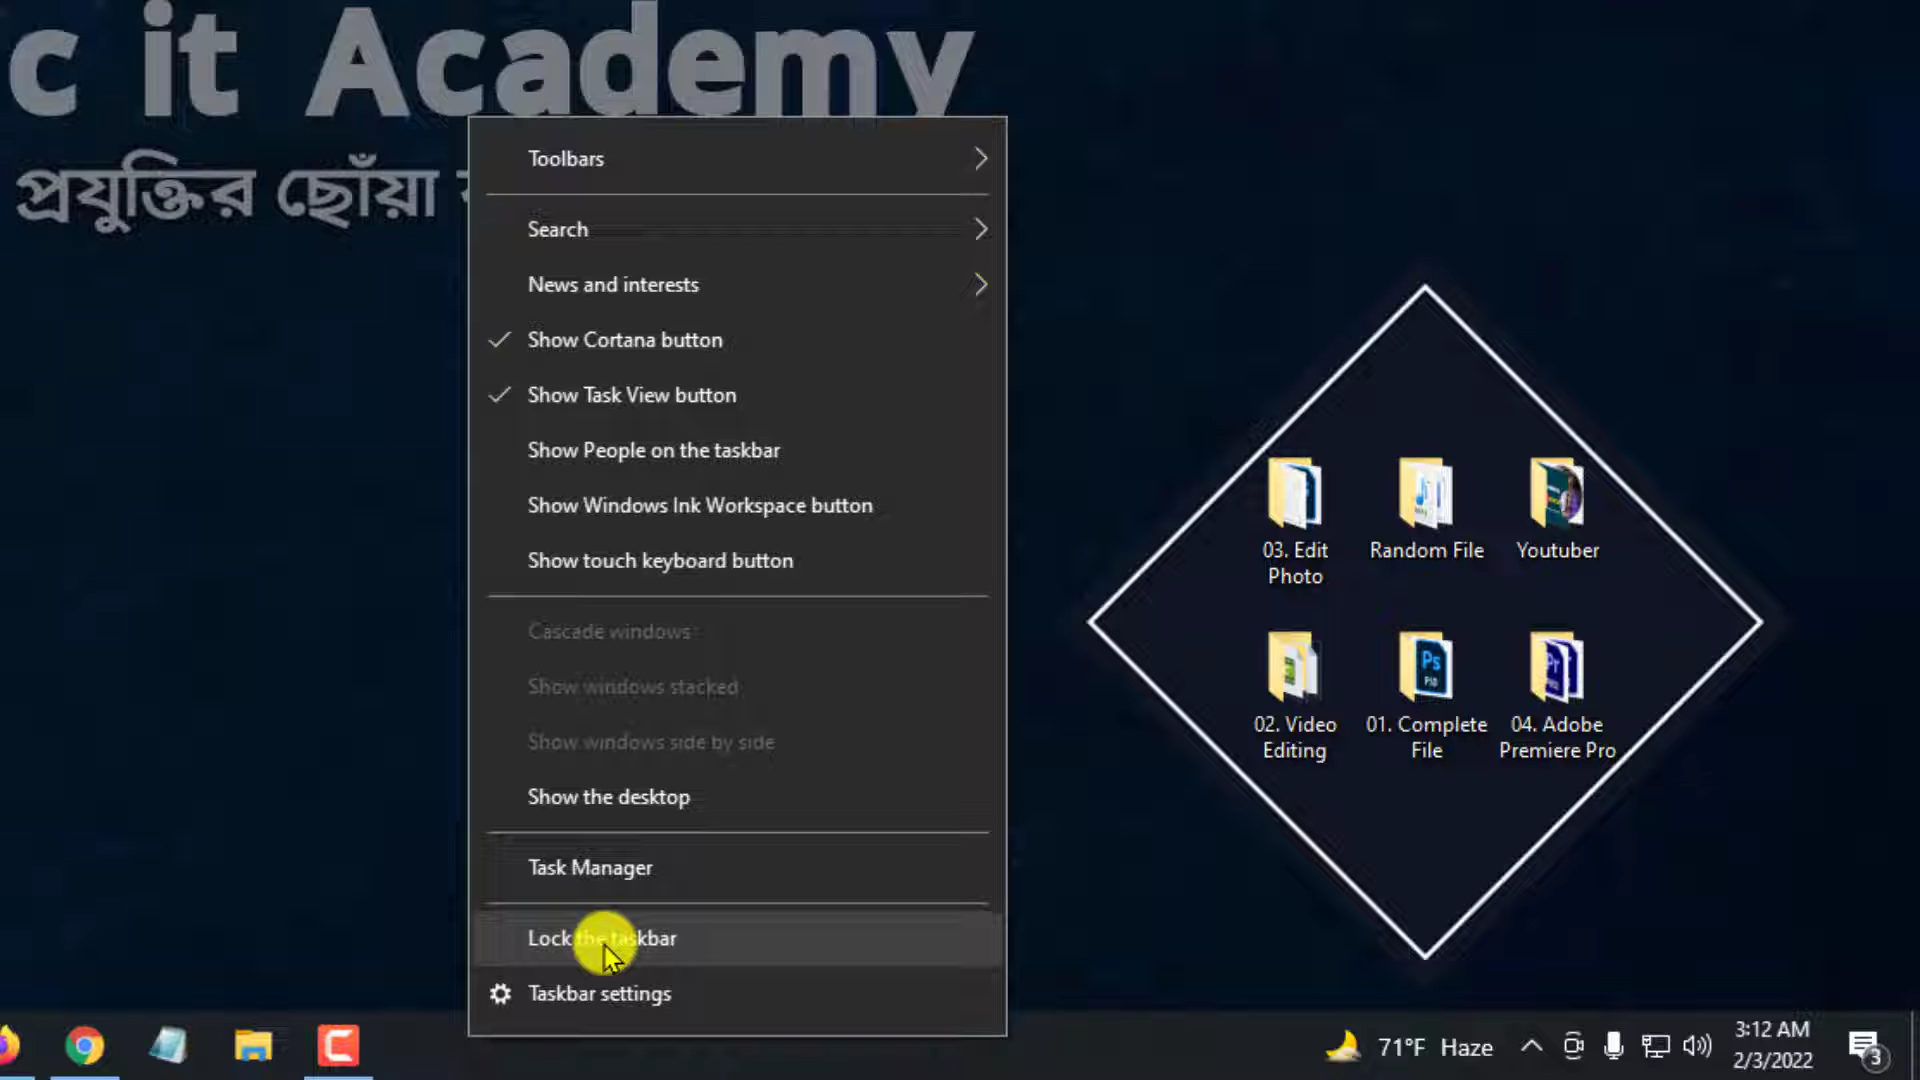 c it Academy
প্রযুক্তির ছোঁয়া
Toolbars
Search
News and interests
Show Cortana button
Show Task View button
Show People on the taskbar
Show Windows Ink Workspace button
Show touch keyboard button
Cascade windows
Show windows stacked
Show windows side by side
Show the desktop
Task Manager
Lock the taskbar
Taskbar settings
03. Edit Photo
Random File
Youtuber
02. Video Editing
01. Complete File
04. Adobe Premiere Pro
71°F Haze
3:12 AM
2/3/2022
3